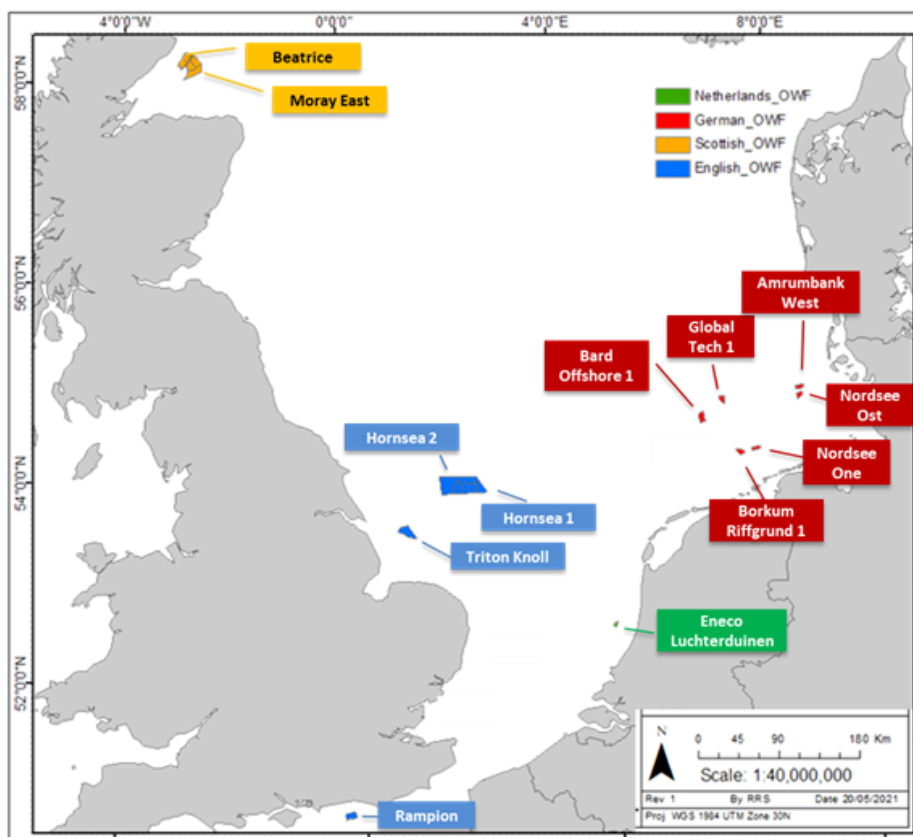 4°0'0"W
0°0'0"
4°0'0"E
8°0'0"E
58°0'0"N
56°0'0"N
54°0'0"N
52°0'0"N
Beatrice
Moray East
Netherlands_OWF
German_OWF
Scottish_OWF
English_OWF
Amrumbank
West
Global
Tech 1
Bard
Offshore 1
Nordsee
Ost
Hornsea 2
Nordsee
One
Hornsea 1
Borkum
Riffgrund 1
Triton Knoll
Eneco
Luchterduinen
Rampion
N
0 45 90 180 Km
Scale: 1:40,000,000
Rev 1 By RRS Date 20/05/2021
Proj WGS 1984 UTM Zone 30N